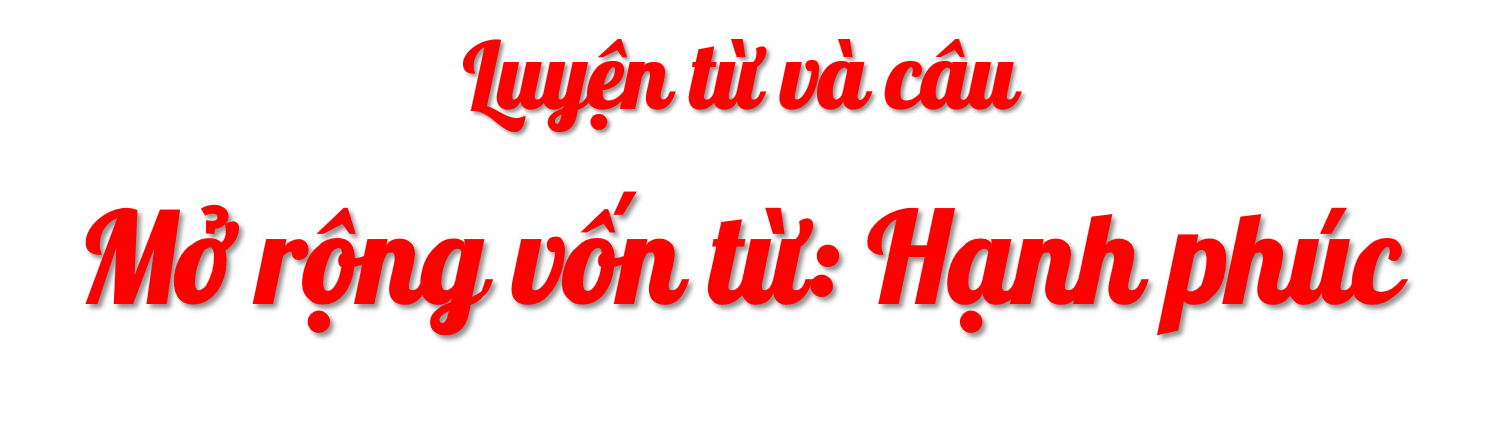 Luyện từ và câu
Mở rộng vốn từ: Hạnh phúc